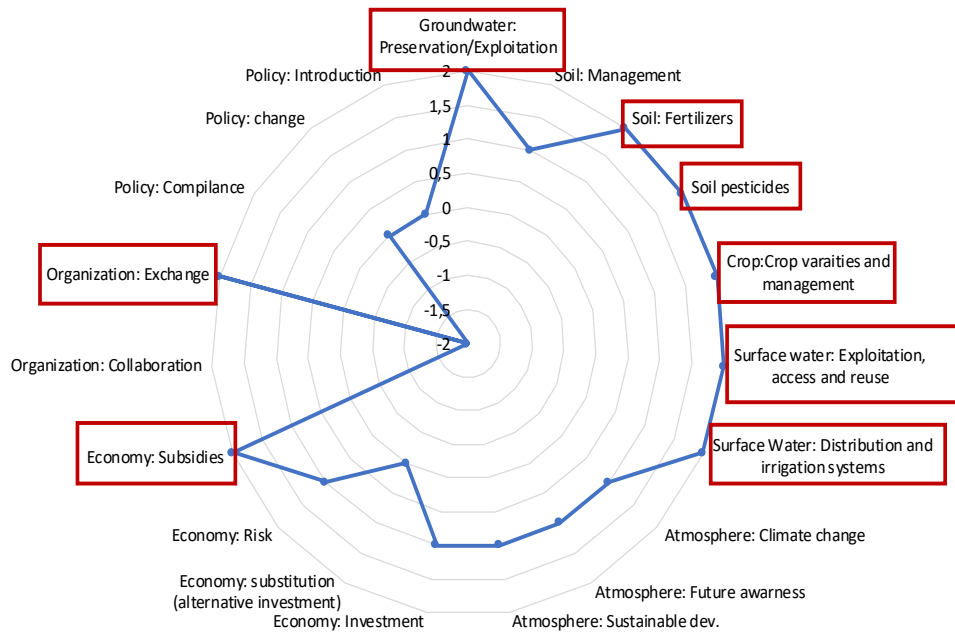 Groundwater:
Preservation/Exploitation
Policy: Introduction
Soil: Management
Policy: change
Soil: Fertilizers
Policy: Compilance
Soil pesticides
Organization: Exchange
Crop:Crop varaities and
management
Organization: Collaboration
Surface water: Exploitation,
access and reuse
Economy: Subsidies
Surface Water: Distribution and
irrigation systems
Economy: Risk
Atmosphere: Climate change
Economy: substitution
(alternative investment)
Atmosphere: Future awarness
Economy: Investment
Atmosphere: Sustainable dev.
2
1,5
1
0,5
0
-0,5
-1
-1,5
-2